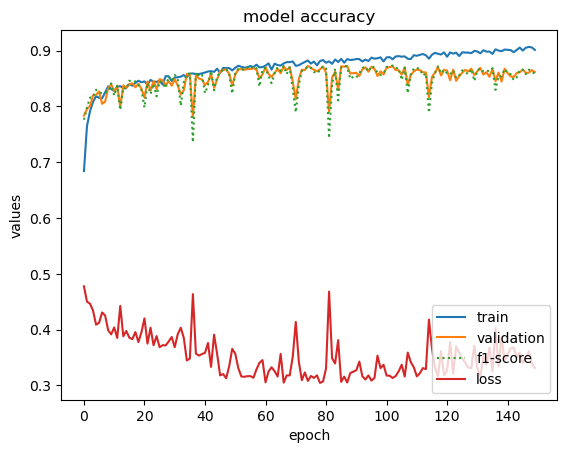 model accuracy
values
0.9
0.8
0.7
0.6
0.5
0.4
0.3
train
validation
f1-score
loss
0 20 40 60 80 100 120 140
epoch